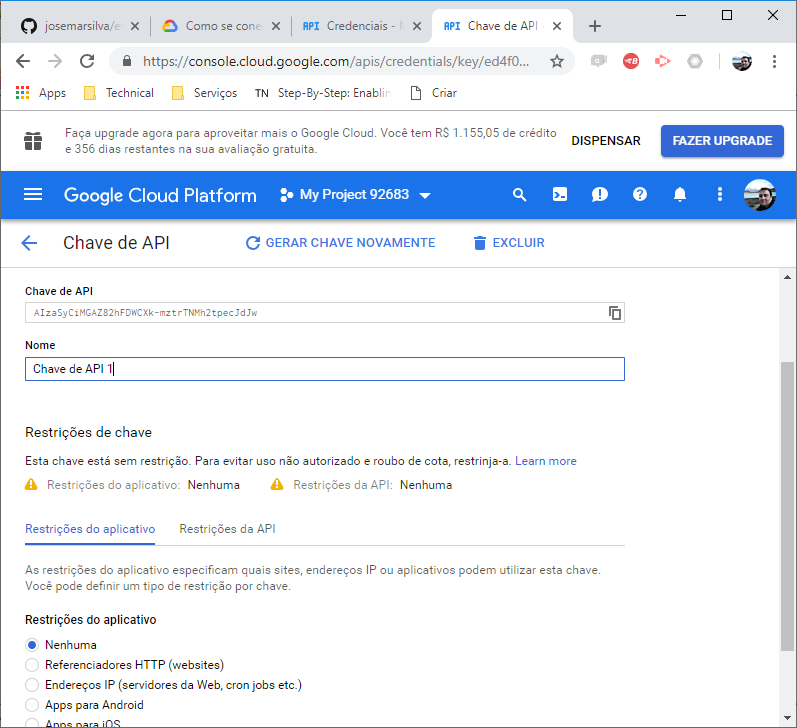 josemarsilva/e
Como se cone
API Credenciais - M
API Chave de API -
https://console.cloud.google.com/apis/credentials/key/ed4f0...
Apps Technical Serviços TN Step-By-Step: Enablin Criar
Faça upgrade agora para aproveitar mais o Google Cloud. Você tem R$ 1.155,05 de crédito
e 356 dias restantes na sua avaliação gratuita.
DISPENSAR
FAZER UPGRADE
Google Cloud Platform
My Project 92683
Chave de API
GERAR CHAVE NOVAMENTE
EXCLUIR
Chave de API
AIzaSyCiMGAZ82hFDWCXk-mztrTNMh2tpecJdJw
Nome
Chave de API 1
Restrições de chave
Esta chave está sem restrição. Para evitar uso não autorizado e roubo de cota, restrinja-a. Learn more
Restrições do aplicativo: Nenhuma Restrições da API: Nenhuma
Restrições do aplicativo Restrições da API
As restrições do aplicativo especificam quais sites, endereços IP ou aplicativos podem utilizar esta chave.
Você pode definir um tipo de restrição por chave.
Restrições do aplicativo
Nenhuma
Referenciadores HTTP (websites)
Endereços IP (servidores da Web, cron jobs etc.)
Apps para Android
Apps para iOS